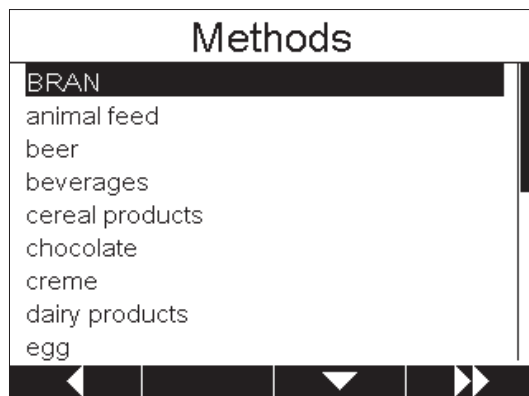 Methods
BRAN
animal feed
beer
beverages
cereal products
chocolate
creme
dairy products
egg